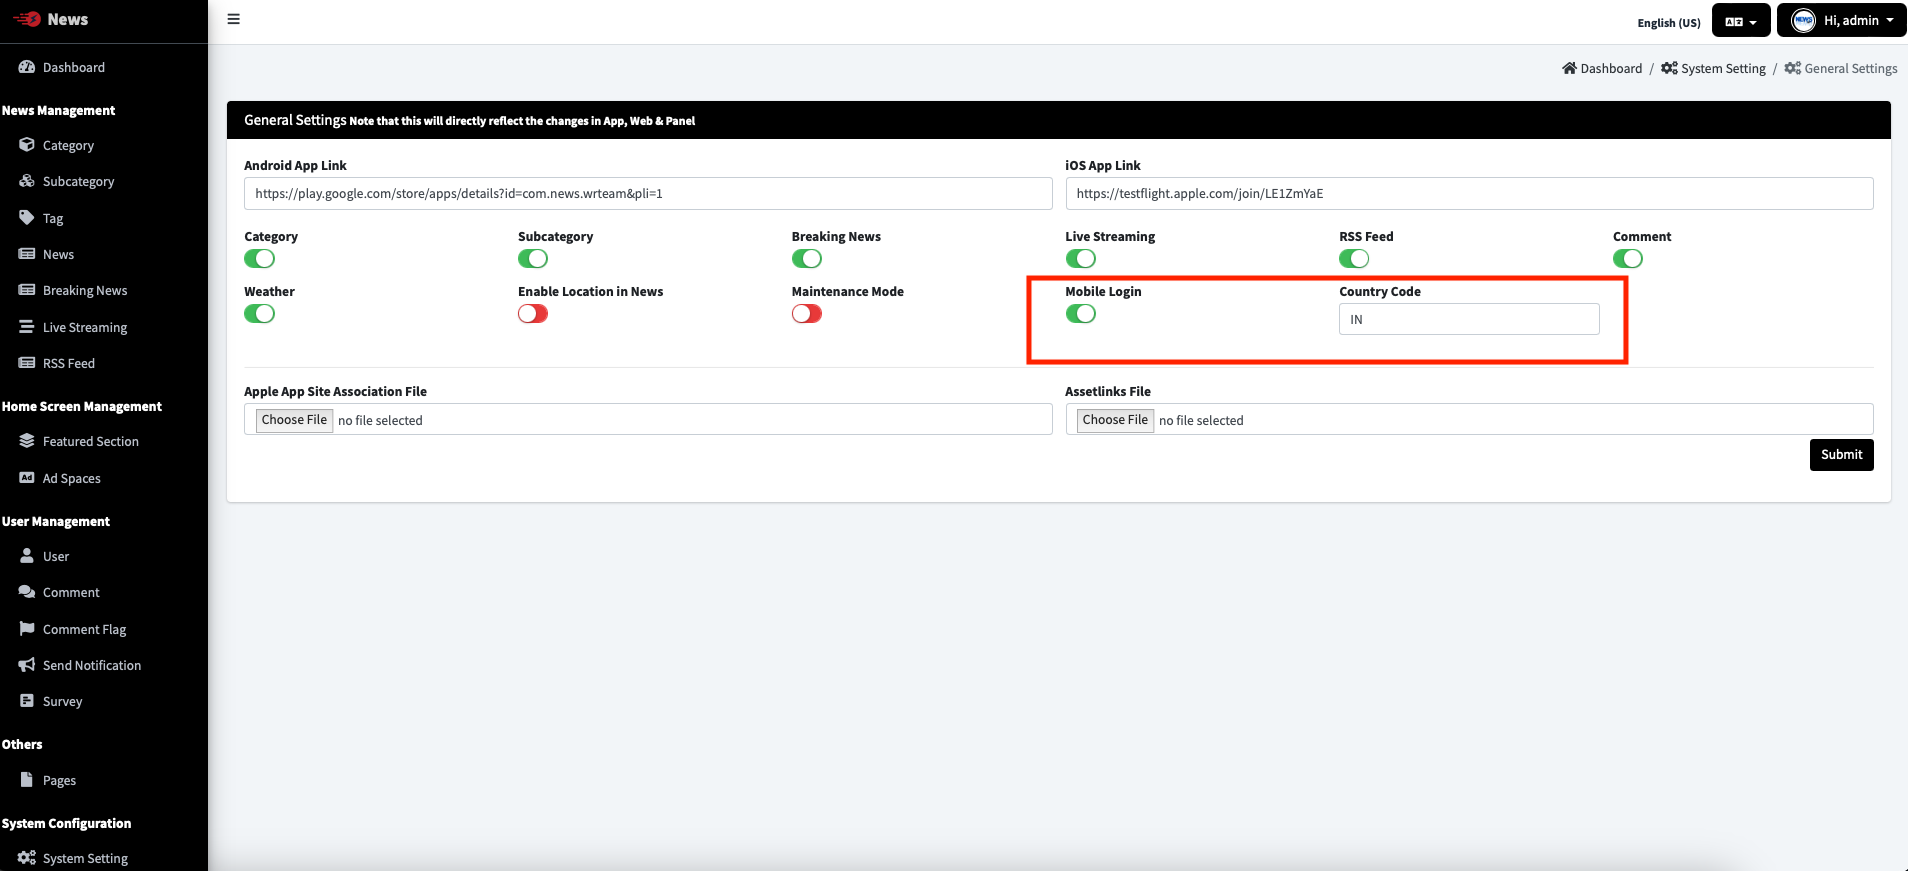 News
English (US)
Hi, admin
Dashboard
Dashboard / System Setting / General Settings
News Management
Category
Subcategory
Tag
News
Breaking News
Live Streaming
RSS Feed
Home Screen Management
Featured Section
Ad Spaces
User Management
User
Comment
Comment Flag
Send Notification
Survey
Others
Pages
System Configuration
System Setting
General Settings Note that this will directly reflect the changes in App, Web & Panel
Android App Link
https://play.google.com/store/apps/details?id=com.news.wrteam&pli=1
iOS App Link
https://testflight.apple.com/join/LE1ZmYaE
Category
Subcategory
Breaking News
Live Streaming
RSS Feed
Comment
Weather
Enable Location in News
Maintenance Mode
Mobile Login
Country Code
IN
Apple App Site Association File
Choose File no file selected
Assetlinks File
Choose File no file selected
Submit